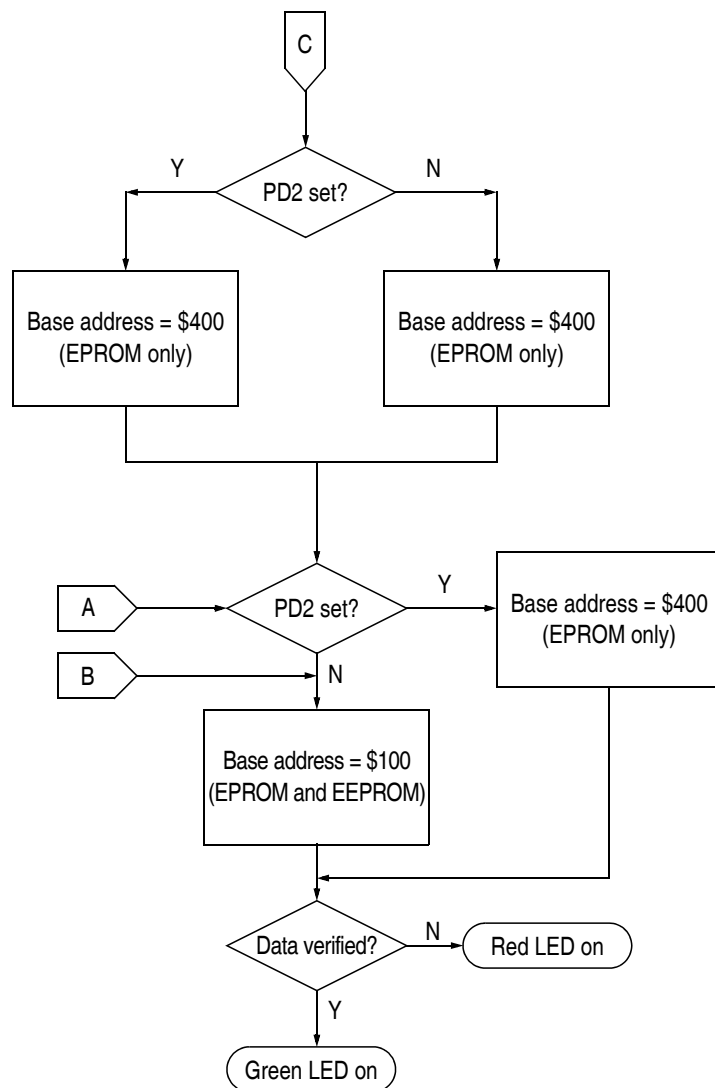 C
Y
N
PD2 set?
Base address = $400
(EPROM only)
Base address = $400
(EPROM only)
A
PD2 set?
Y
Base address = $400
(EPROM only)
B
N
Base address = $100
(EPROM and EEPROM)
Data verified?
N
Red LED on
Y
Green LED on